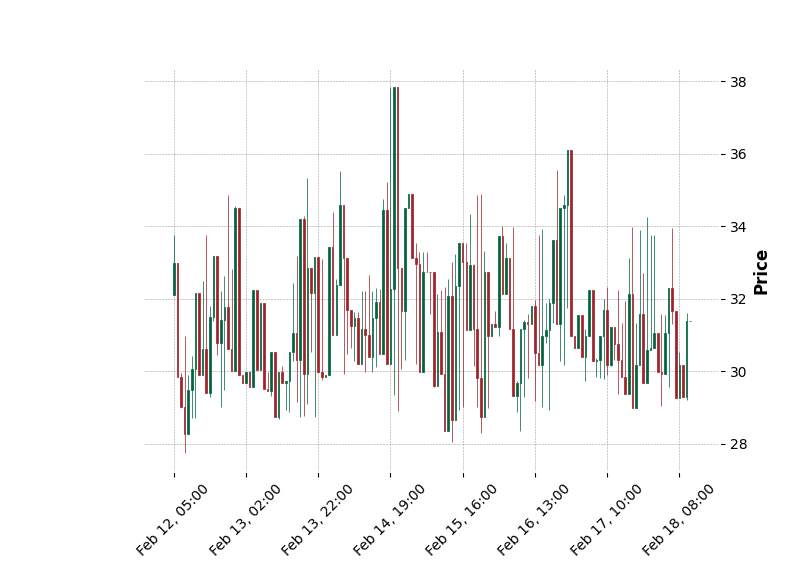 38
36
34
32
30
28
Price
Feb 12, 05:00
Feb 13, 02:00
Feb 13, 22:00
Feb 14, 19:00
Feb 15, 16:00
Feb 16, 13:00
Feb 17, 10:00
Feb 18, 08:00